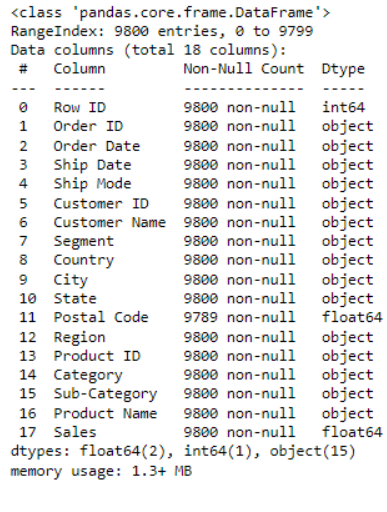 <class 'pandas.core.frame.DataFrame'>
RangeIndex: 9800 entries, 0 to 9799
Data columns (total 18 columns):
 #   Column         Non-Null Count  Dtype
---  ------         --------------  -----
 0   Row ID         9800 non-null   int64
 1   Order ID       9800 non-null   object
 2   Order Date     9800 non-null   object
 3   Ship Date      9800 non-null   object
 4   Ship Mode      9800 non-null   object
 5   Customer ID    9800 non-null   object
 6   Customer Name  9800 non-null   object
 7   Segment        9800 non-null   object
 8   Country        9800 non-null   object
 9   City           9800 non-null   object
 10  State          9800 non-null   object
 11  Postal Code    9789 non-null   float64
 12  Region         9800 non-null   object
 13  Product ID     9800 non-null   object
 14  Category       9800 non-null   object
 15  Sub-Category   9800 non-null   object
 16  Product Name   9800 non-null   object
 17  Sales          9800 non-null   float64
dtypes: float64(2), int64(1), object(15)
memory usage: 1.3+ MB